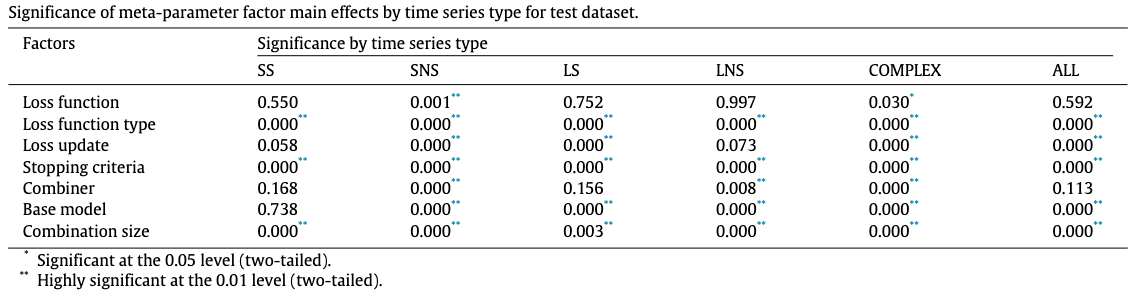 Significance of meta-parameter factor main effects by time series type for test dataset.
Factors Significance by time series type
SS SNS LS LNS COMPLEX ALL
Loss function 0.550 0.001** 0.752 0.997 0.030* 0.592
Loss function type 0.000** 0.000** 0.000** 0.000** 0.000** 0.000**
Loss update 0.058 0.000** 0.000** 0.073 0.000** 0.000**
Stopping criteria 0.000** 0.000** 0.000** 0.000** 0.000** 0.000**
Combiner 0.168 0.000** 0.156 0.008** 0.000** 0.113
Base model 0.738 0.000** 0.000** 0.000** 0.000** 0.000**
Combination size 0.000** 0.000** 0.003** 0.000** 0.000** 0.000**
* Significant at the 0.05 level (two-tailed).
** Highly significant at the 0.01 level (two-tailed).